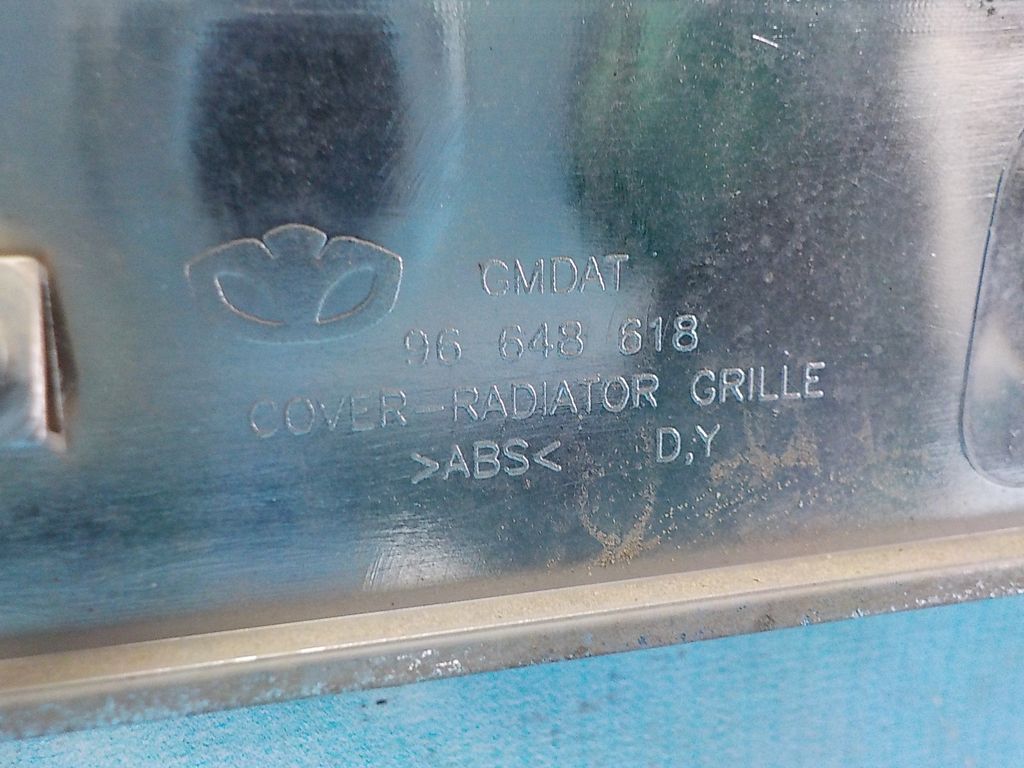 GMDAT
96 648 618
COVER-RADIATOR GRILLE
>ABS< D,Y